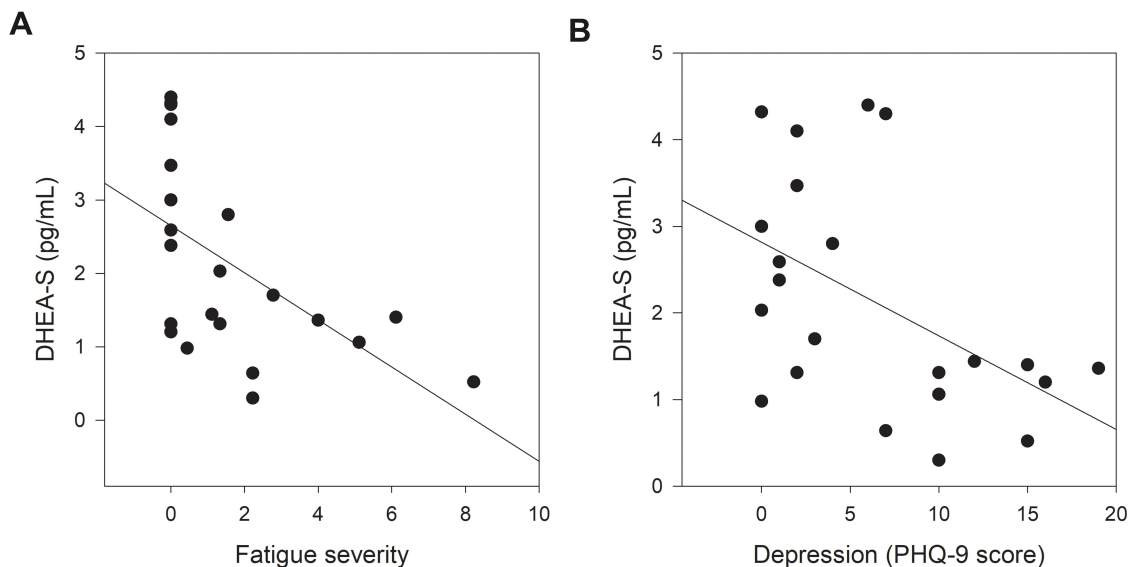 A
5
4
3
2
1
0
DHEA-S (pg/mL)
0 2 4 6 8 10
Fatigue severity
B
5
4
3
2
1
0
DHEA-S (pg/mL)
0 5 10 15 20
Depression (PHQ-9 score)